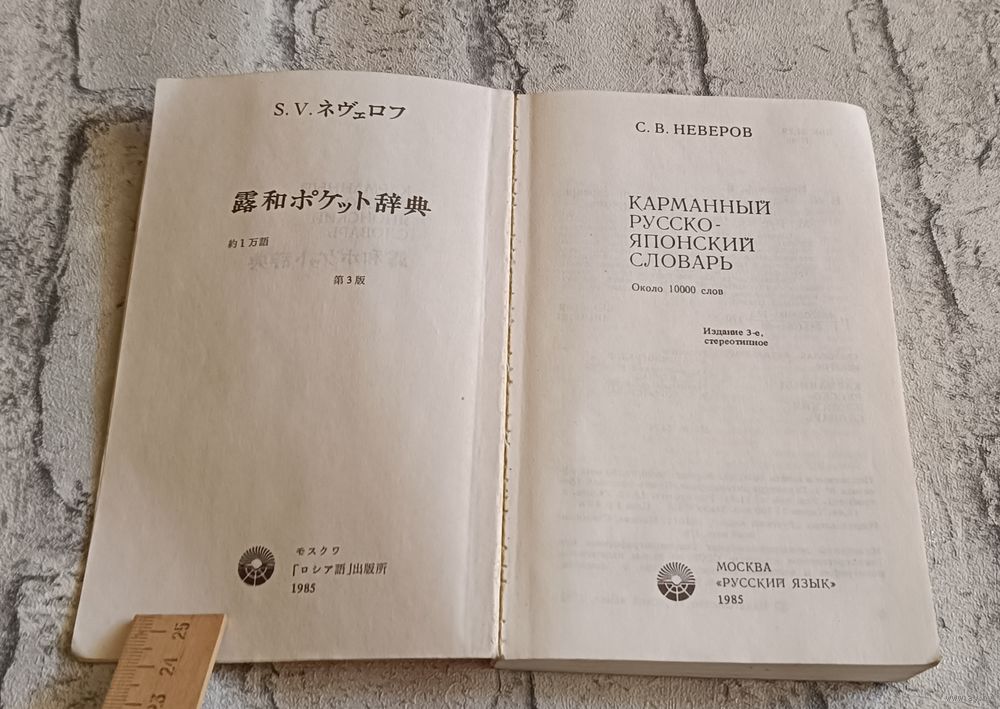 S. V. ネヴェロフ
露和ポケット辞典
約1万語
第3版
モスクワ
「ロシア語」出版所
1985
С. В. НЕВЕРОВ
КАРМАННЫЙ
РУССКО-
ЯПОНСКИЙ
СЛОВАРЬ
Около 10000 слов
Издание 3-е,
стереотипное
МОСКВА
«РУССКИЙ ЯЗЫК»
1985
23 24 25